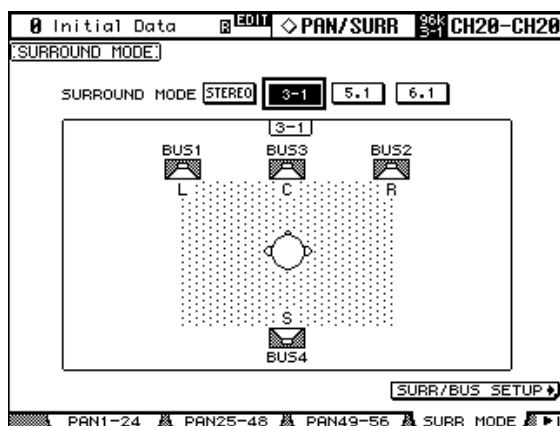 0 Initial Data B EDIT ◇PAN/SURR 96k 3-1 CH20-CH20
SURROUND MODE
SURROUND MODE STEREO 3-1 5.1 6.1
3-1
BUS1 BUS3 BUS2
L C R
S
BUS4
SURR/BUS SETUP
PAN1-24 PAN25-48 PAN49-56 SURR MODE